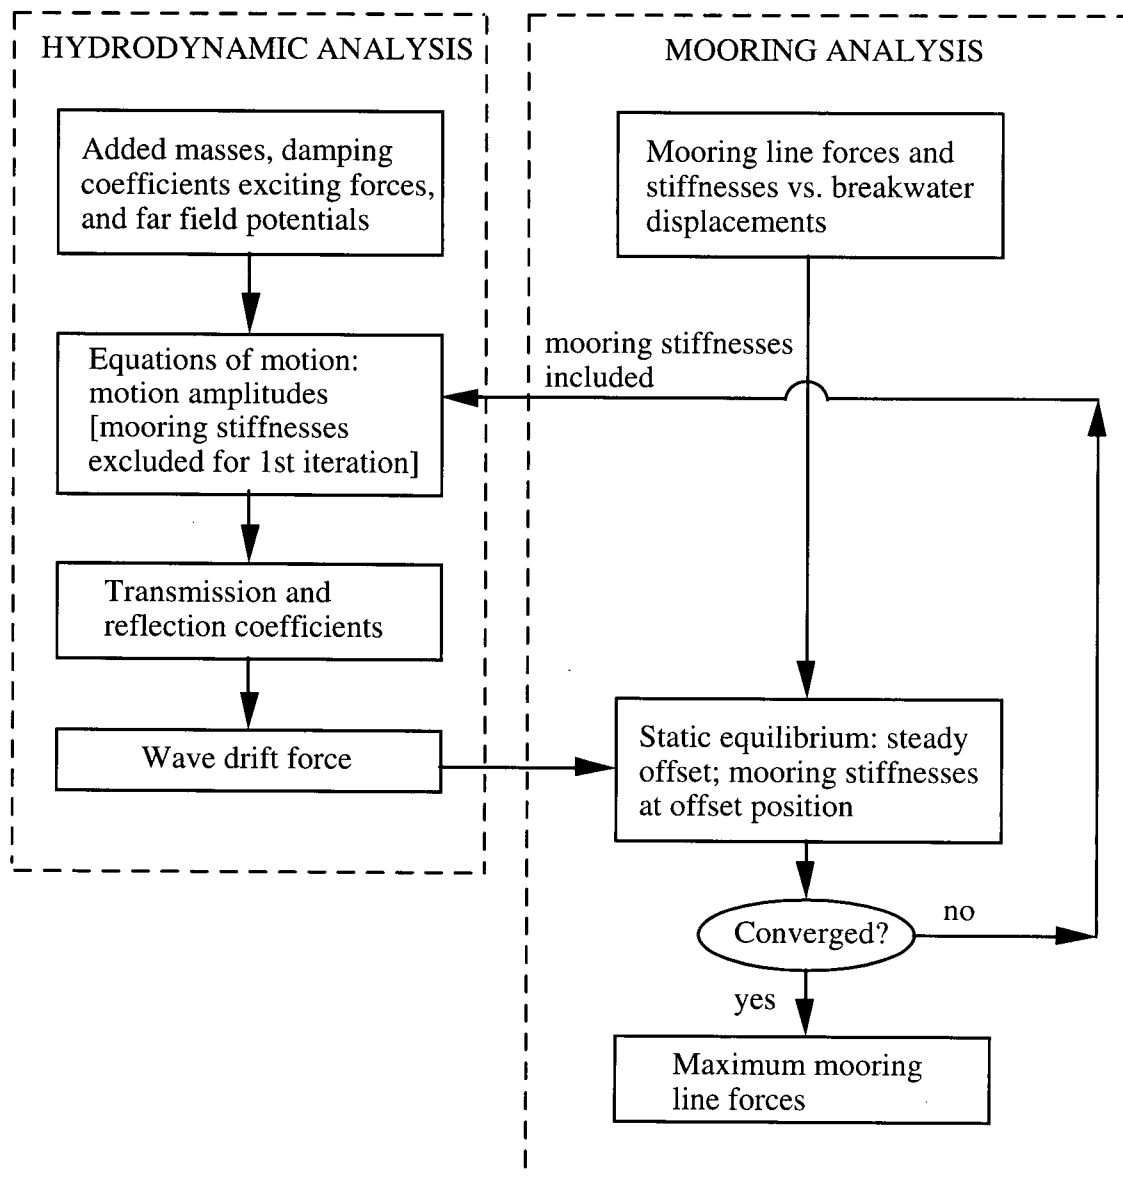 HYDRODYNAMIC ANALYSIS
Added masses, damping
coefficients exciting forces,
and far field potentials
Equations of motion:
motion amplitudes
[mooring stiffnesses
excluded for 1st iteration]
Transmission and
reflection coefficients
Wave drift force
MOORING ANALYSIS
Mooring line forces and
stiffnesses vs. breakwater
displacements
mooring stiffnesses
included
Static equilibrium: steady
offset; mooring stiffnesses
at offset position
Converged?
no
yes
Maximum mooring
line forces